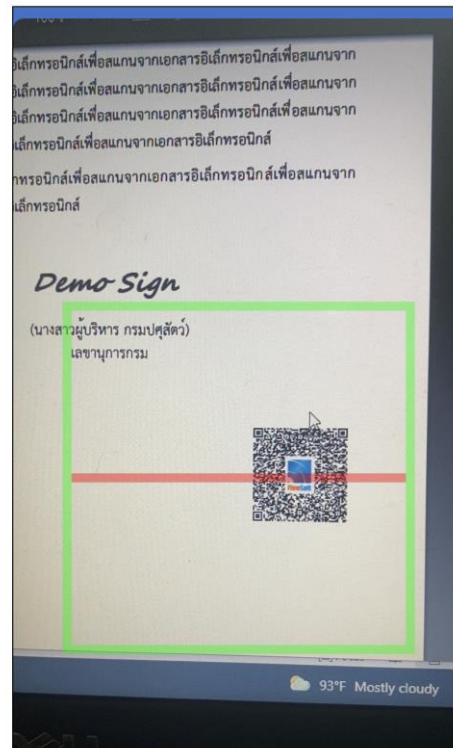 อิเล็กทรอนิกส์เพื่อสแกนจากเอกสารอิเล็กทรอนิกส์เพื่อสแกนจาก
อิเล็กทรอนิกส์เพื่อสแกนจากเอกสารอิเล็กทรอนิกส์เพื่อสแกนจาก
อิเล็กทรอนิกส์เพื่อสแกนจากเอกสารอิเล็กทรอนิกส์เพื่อสแกนจาก
เล็กทรอนิกส์เพื่อสแกนจากเอกสารอิเล็กทรอนิกส์
กทรอนิกส์เพื่อสแกนจากเอกสารอิเล็กทรอนิกส์เพื่อสแกนจาก
เล็กทรอนิกส์
Demo Sign
(นางสาวผู้บริหาร กรมปศุสัตว์)
เลขานุการกรม
93°F Mostly cloudy